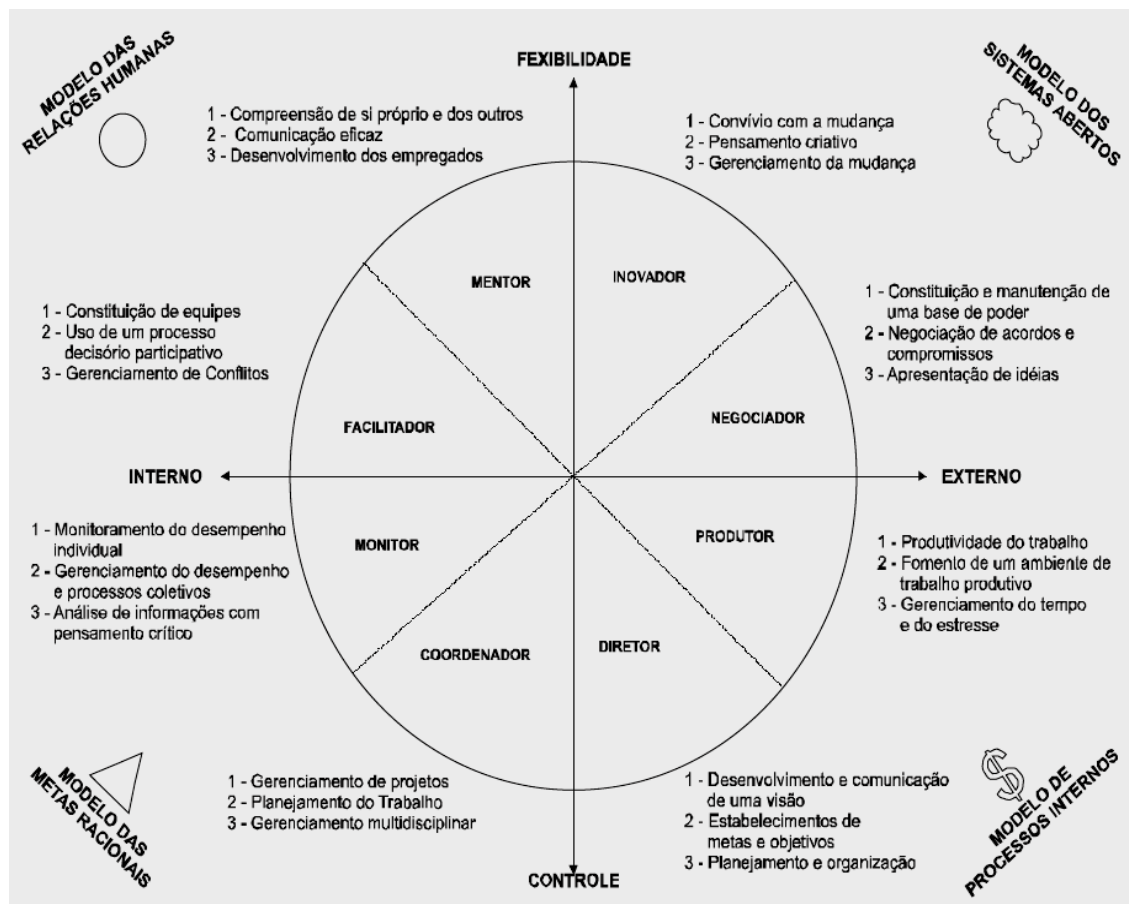 MODELO DAS
RELAÇÕES HUMANAS
FEXIBILIDADE
MODELO DOS
SISTEMAS ABERTOS
1 - Compreensão de si próprio e dos outros
2 - Comunicação eficaz
3 - Desenvolvimento dos empregados
1 - Convívio com a mudança
2 - Pensamento criativo
3 - Gerenciamento da mudança
MENTOR
INOVADOR
1 - Constituição de equipes
2 - Uso de um processo
decisório participativo
3 - Gerenciamento de Conflitos
1 - Constituição e manutenção de
uma base de poder
2 - Negociação de acordos e
compromissos
3 - Apresentação de idéias
FACILITADOR
NEGOCIADOR
INTERNO
EXTERNO
1 - Monitoramento do desempenho
individual
2 - Gerenciamento do desempenho
e processos coletivos
3 - Análise de informações com
pensamento crítico
MONITOR
PRODUTOR
1 - Produtividade do trabalho
2 - Fomento de um ambiente de
trabalho produtivo
3 - Gerenciamento do tempo
e do estresse
COORDENADOR
DIRETOR
MODELO DAS
METAS RACIONAIS
1 - Gerenciamento de projetos
2 - Planejamento do Trabalho
3 - Gerenciamento multidisciplinar
1 - Desenvolvimento e comunicação
de uma visão
2 - Estabelecimentos de
metas e objetivos
3 - Planejamento e organização
MODELO DE
PROCESSOS INTERNOS
CONTROLE